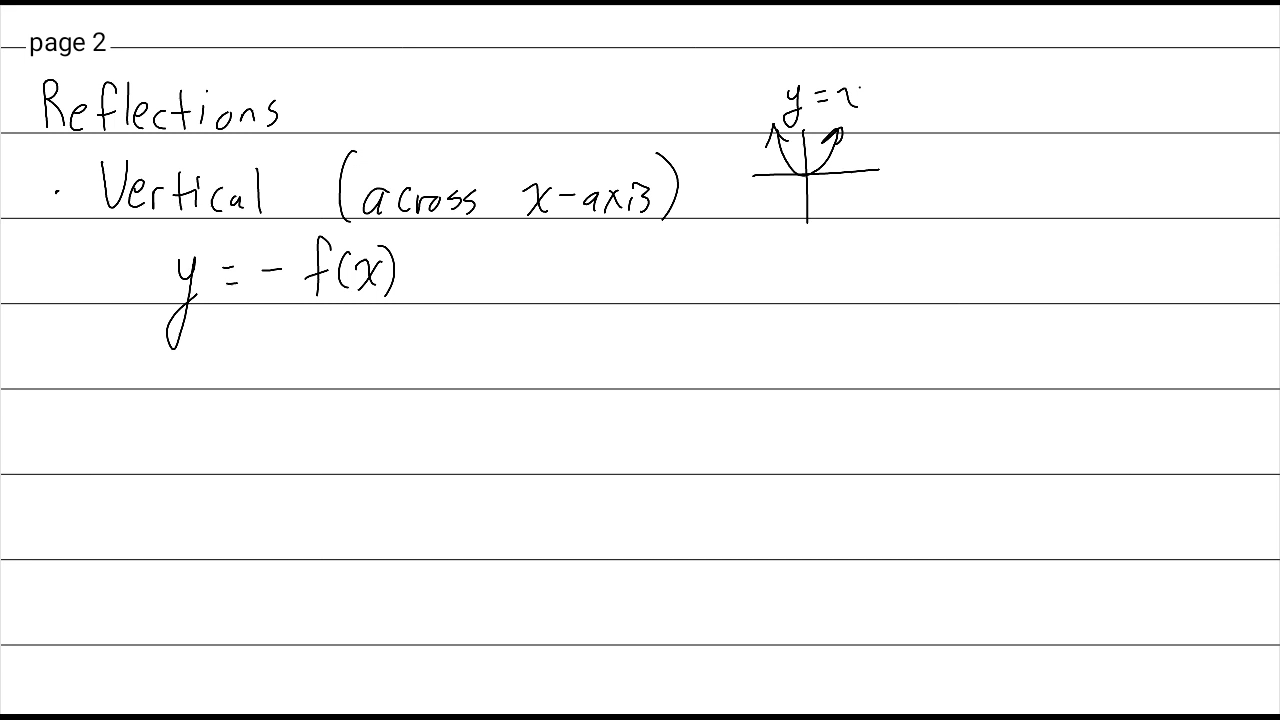 page 2
Reflections
· Vertical (across x-axis)
y = - f(x)
y =